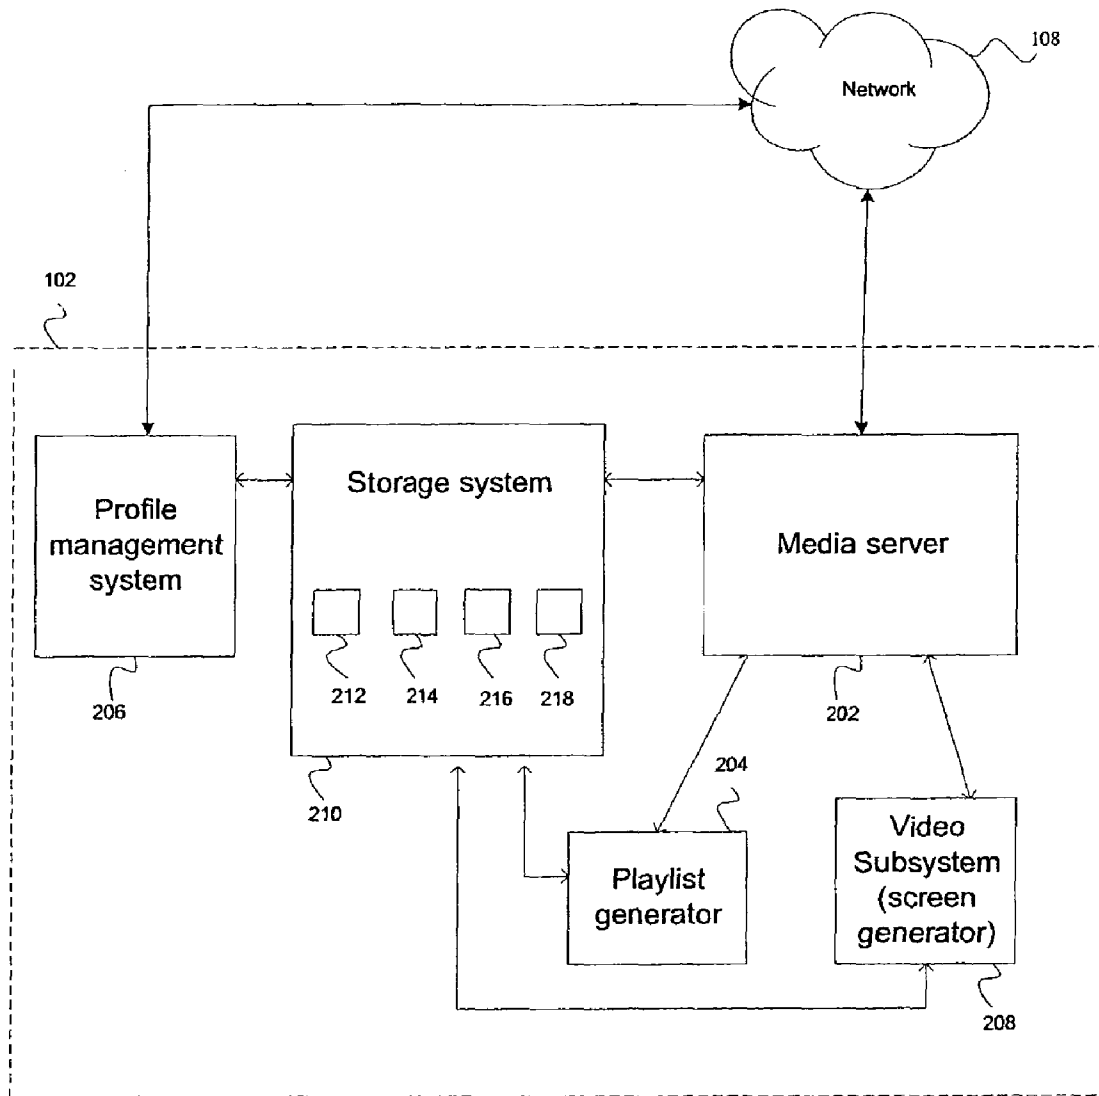 108
Network
102
Profile
management
system
Storage system
Media server
212
214
216
218
206
202
210
204
Playlist
generator
Video
Subsystem
(screen
generator)
208